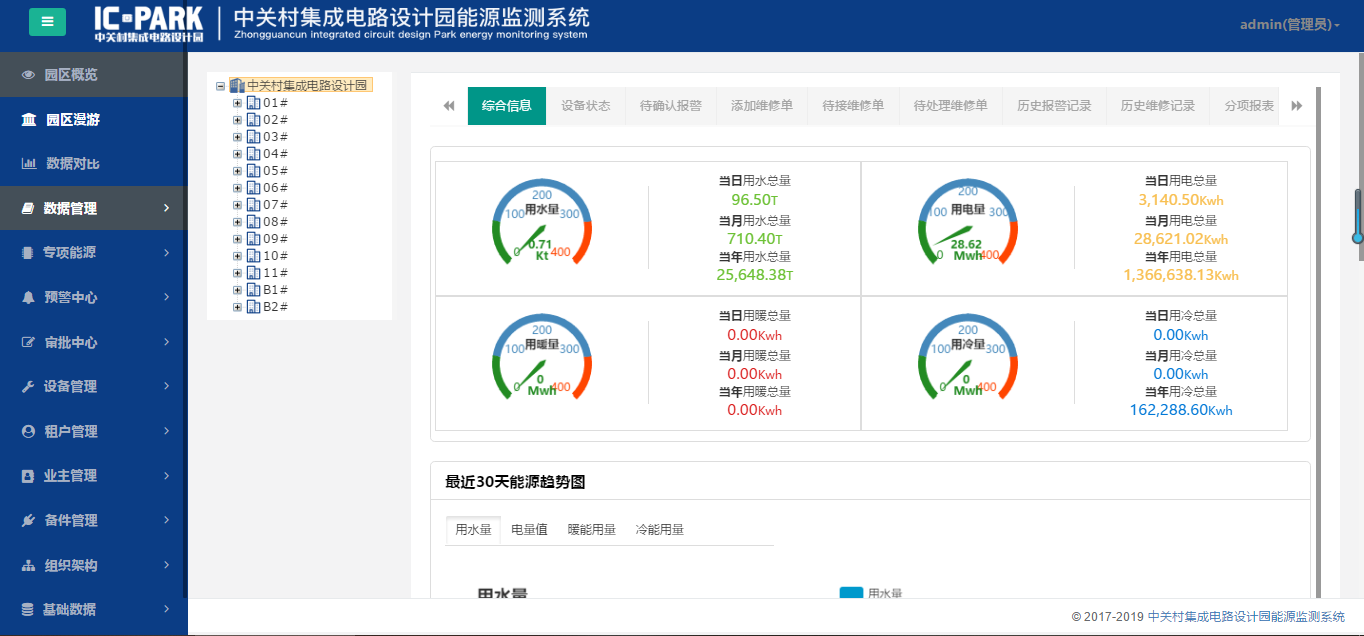 IC-PARK
中关村集成电路设计园
中关村集成电路设计园能源监测系统
Zhongguancun integrated circuit design Park energy monitoring system
admin(管理员)
园区概览
园区漫游
数据对比
数据管理
专项能源
预警中心
审批中心
设备管理
租户管理
业主管理
备件管理
组织架构
基础数据
中关村集成电路设计园
01#
02#
03#
04#
05#
06#
07#
08#
09#
10#
11#
B1#
B2#
综合信息 设备状态 待确认报警 添加维修单 待接维修单 待处理维修单 历史报警记录 历史维修记录 分项报表
200
100 用水量 300
0 0.71 400
Kt
当日用水总量
96.50T
当月用水总量
710.40T
当年用水总量
25,648.38T
200
100 用电量 300
28.62
0 Mwh 400
当日用电总量
3,140.50Kwh
当月用电总量
28,621.02Kwh
当年用电总量
1,366,638.13Kwh
200
100 用暖量 300
0
0 Mwh 400
当日用暖总量
0.00Kwh
当月用暖总量
0.00Kwh
当年用暖总量
0.00Kwh
200
100 用冷量 300
0
0 Mwh 400
当日用冷总量
0.00Kwh
当月用冷总量
0.00Kwh
当年用冷总量
162,288.60Kwh
最近30天能源趋势图
用水量 电量值 暖能用量 冷能用量
用水量 用水量
© 2017-2019 中关村集成电路设计园能源监测系统